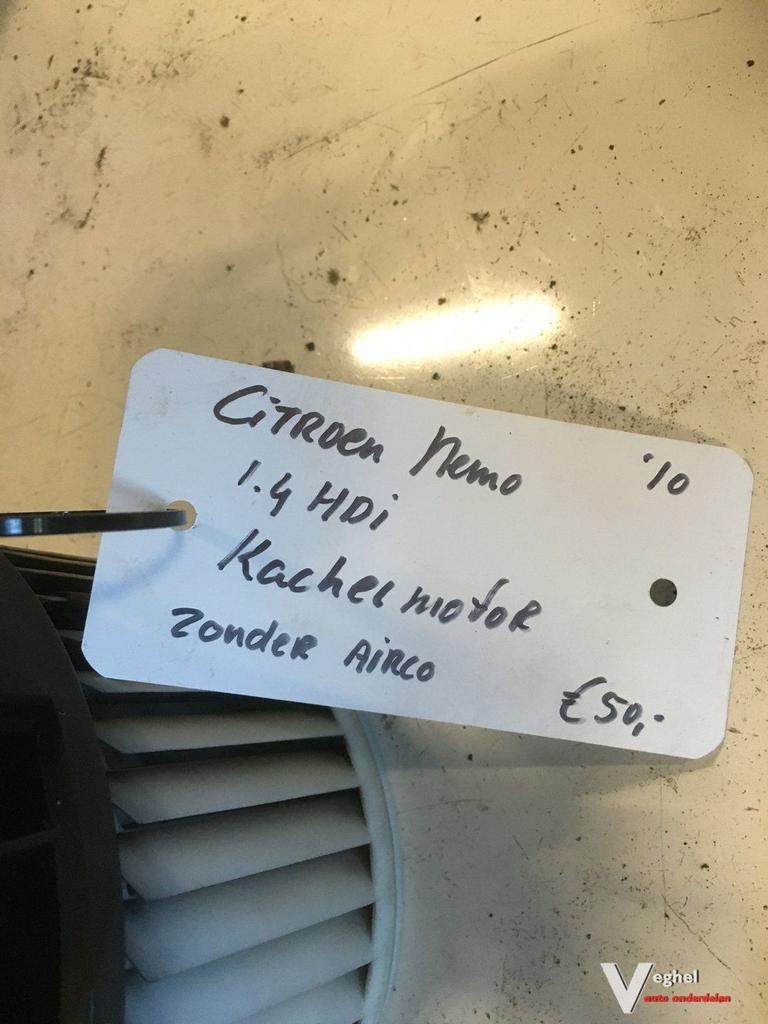 Citroen Nemo '10
1.4 HDi
Kachelmotor
zonder Airco
€50,-
Veghel
auto onderdelen